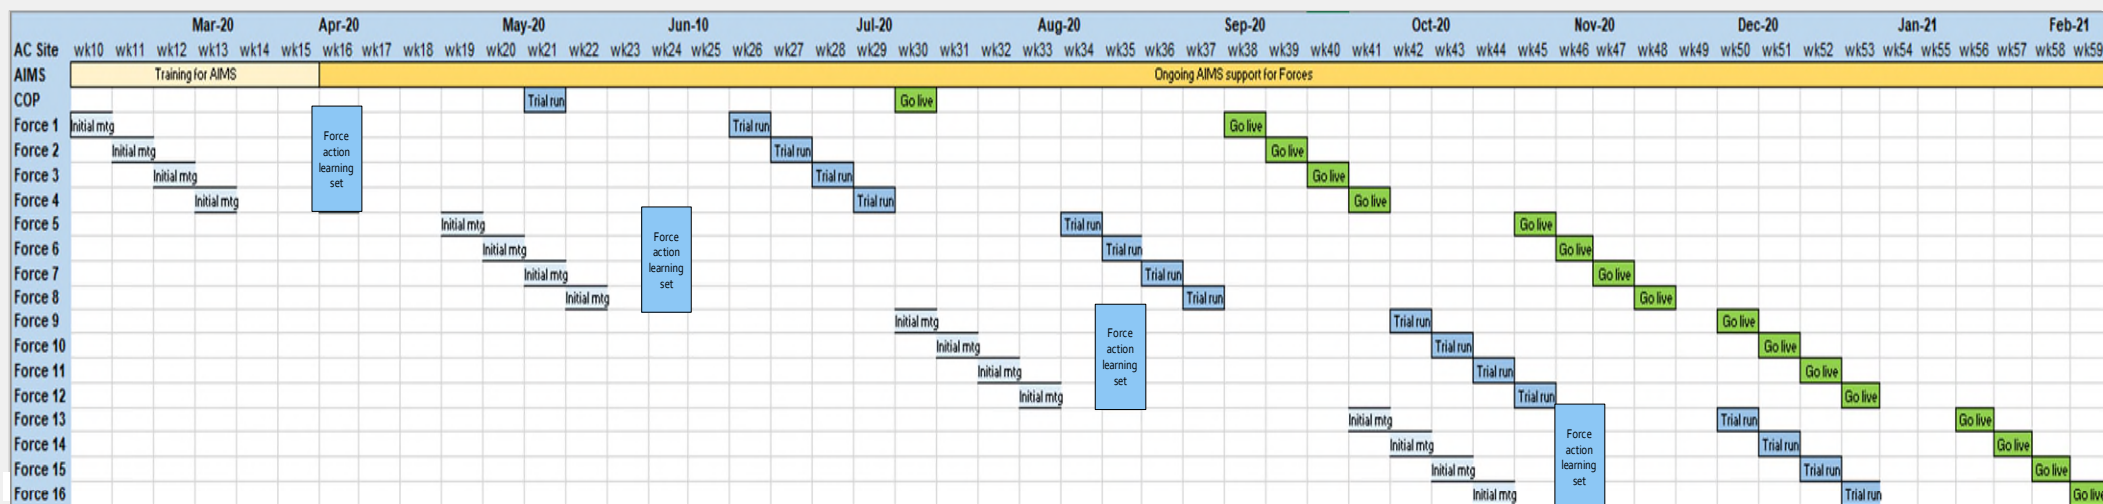 Mar-20 Apr-20 May-20 Jun-10 Jul-20 Aug-20 Sep-20 Oct-20 Nov-20 Dec-20 Jan-21 Feb-21
AC Site wk10 wk11 wk12 wk13 wk14 wk15 wk16 wk17 wk18 wk19 wk20 wk21 wk22 wk23 wk24 wk25 wk26 wk27 wk28 wk29 wk30 wk31 wk32 wk33 wk34 wk35 wk36 wk37 wk38 wk39 wk40 wk41 wk42 wk43 wk44 wk45 wk46 wk47 wk48 wk49 wk50 wk51 wk52 wk53 wk54 wk55 wk56 wk57 wk58 wk59
AIMS Training for AIMS Ongoing AIMS support for Forces
COP Trial run Go live
Force 1 Initial mtg Trial run Go live
Force 2 Initial mtg Trial run Go live
Force 3 Initial mtg Trial run Go live
Force 4 Initial mtg Trial run Go live
Force
action
learning
set
Force 5 Initial mtg Trial run Go live
Force 6 Initial mtg Trial run Go live
Force 7 Initial mtg Trial run Go live
Force 8 Initial mtg Trial run Go live
Force
action
learning
set
Force 9 Initial mtg Trial run Go live
Force 10 Initial mtg Trial run Go live
Force 11 Initial mtg Trial run Go live
Force 12 Initial mtg Trial run Go live
Force
action
learning
set
Force 13 Initial mtg Trial run Go live
Force 14 Initial mtg Trial run Go live
Force 15 Initial mtg Trial run Go live
Force 16 Initial mtg Trial run Go live
Force
action
learning
set